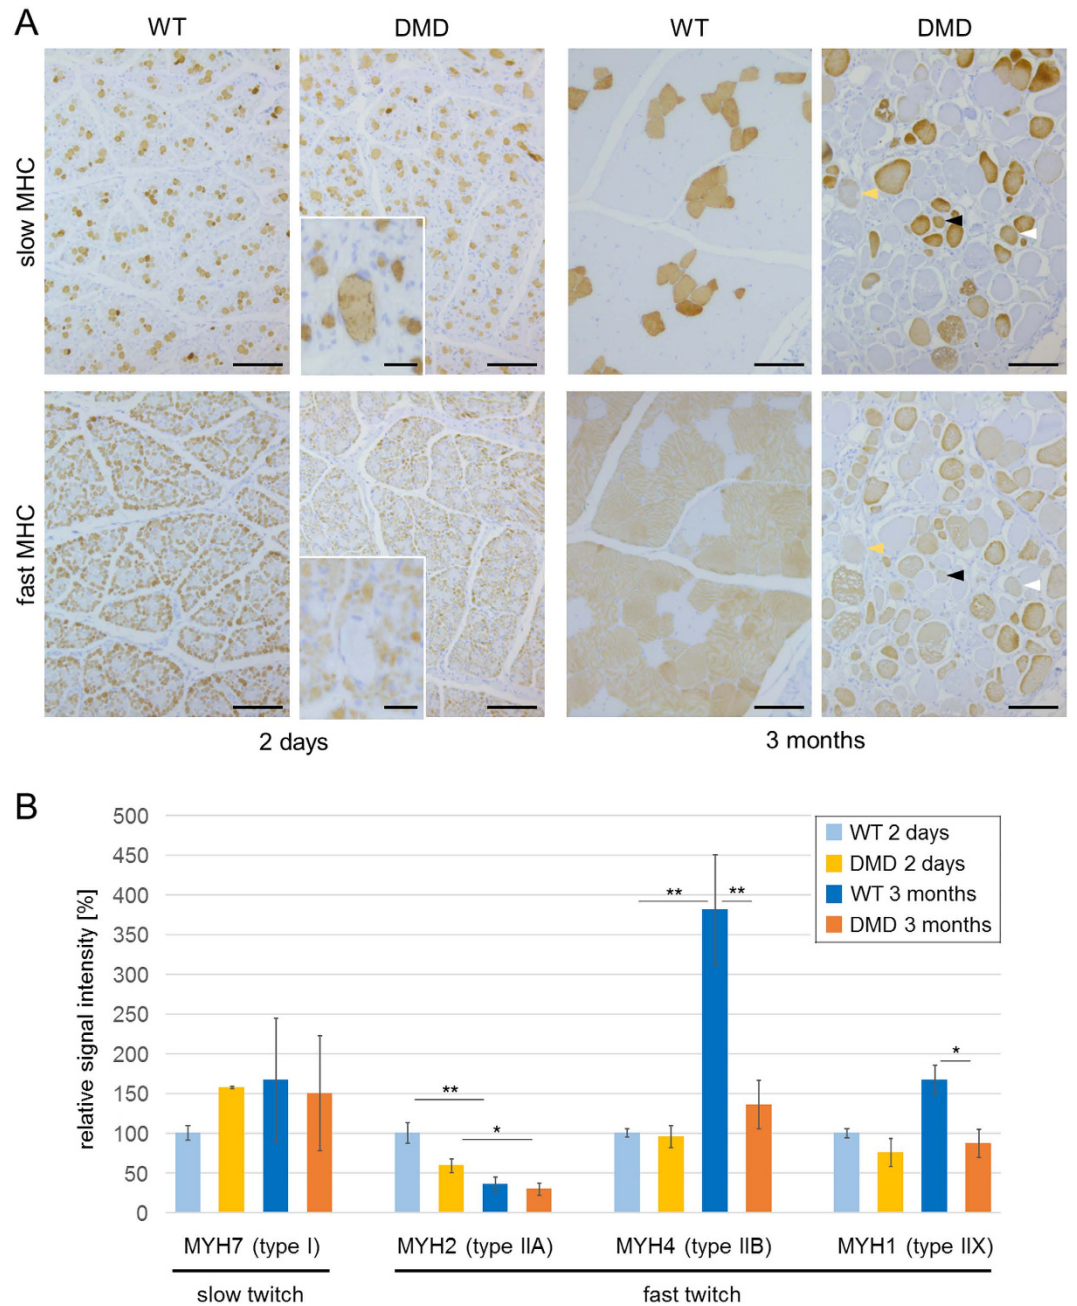 A
WT DMD WT DMD
slow MHC
fast MHC
2 days 3 months
B
relative signal intensity [%]
500
450
400
350
300
250
200
150
100
50
0
WT 2 days
DMD 2 days
WT 3 months
DMD 3 months
** *
** **
*
MYH7 (type I) MYH2 (type IIA) MYH4 (type IIB) MYH1 (type IIX)
slow twitch fast twitch